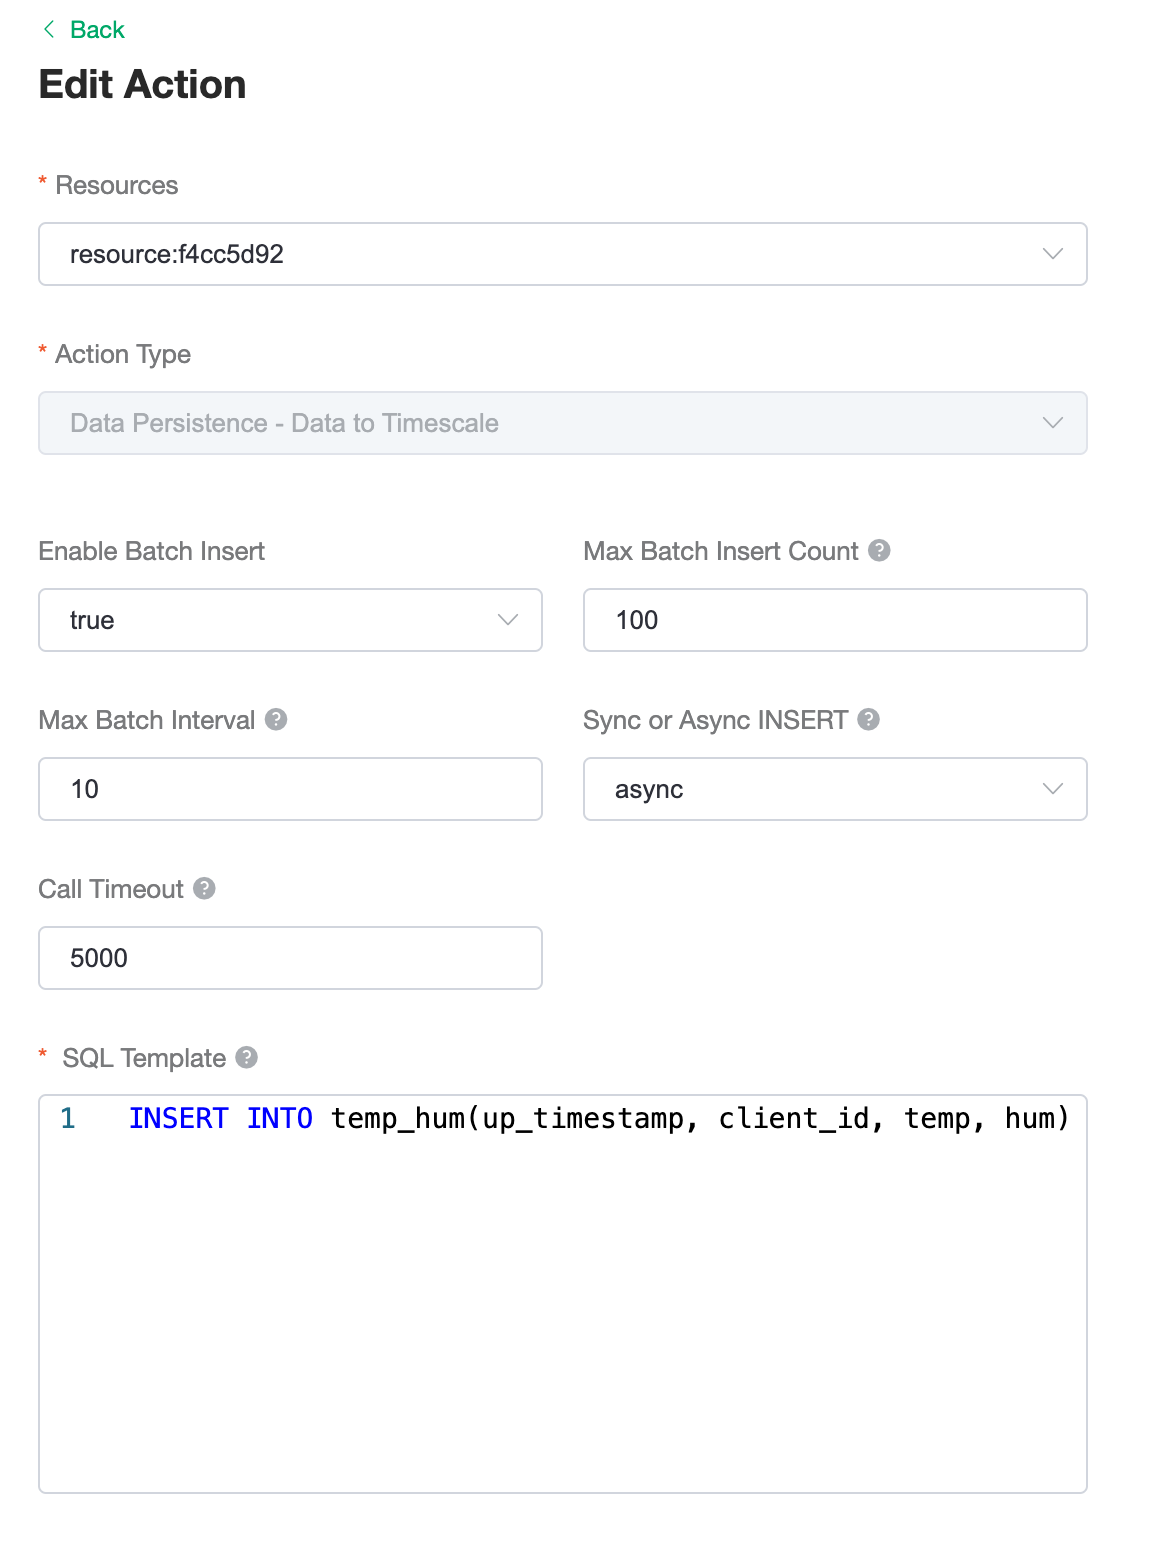 Back
Edit Action
* Resources
resource:f4cc5d92
* Action Type
Data Persistence - Data to Timescale
Enable Batch Insert
Max Batch Insert Count ?
true
100
Max Batch Interval ?
Sync or Async INSERT ?
10
async
Call Timeout ?
5000
* SQL Template ?
1 INSERT INTO temp_hum(up_timestamp, client_id, temp, hum)